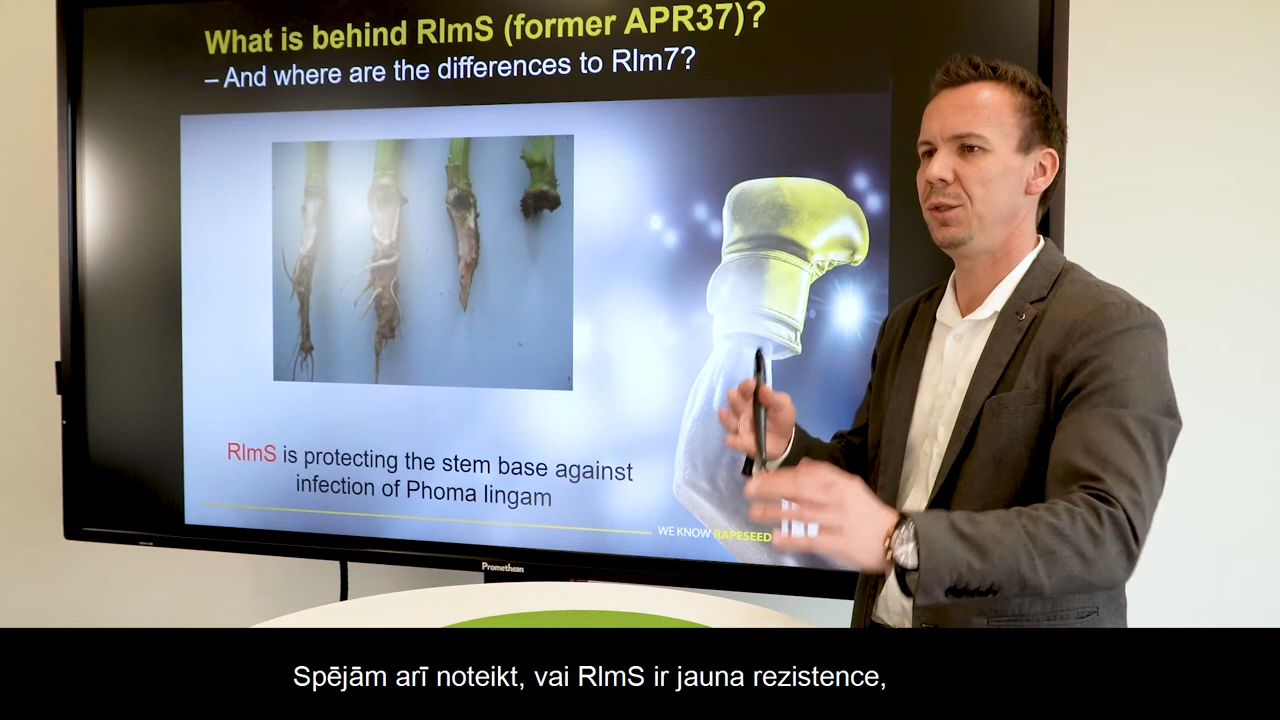 What is behind RlmS (former APR37)?
– And where are the differences to Rlm7?
RlmS is protecting the stem base against
infection of Phoma lingam
WE KNOW RAPESEED
Promethean
Spējām arī noteikt, vai RlmS ir jauna rezistence,